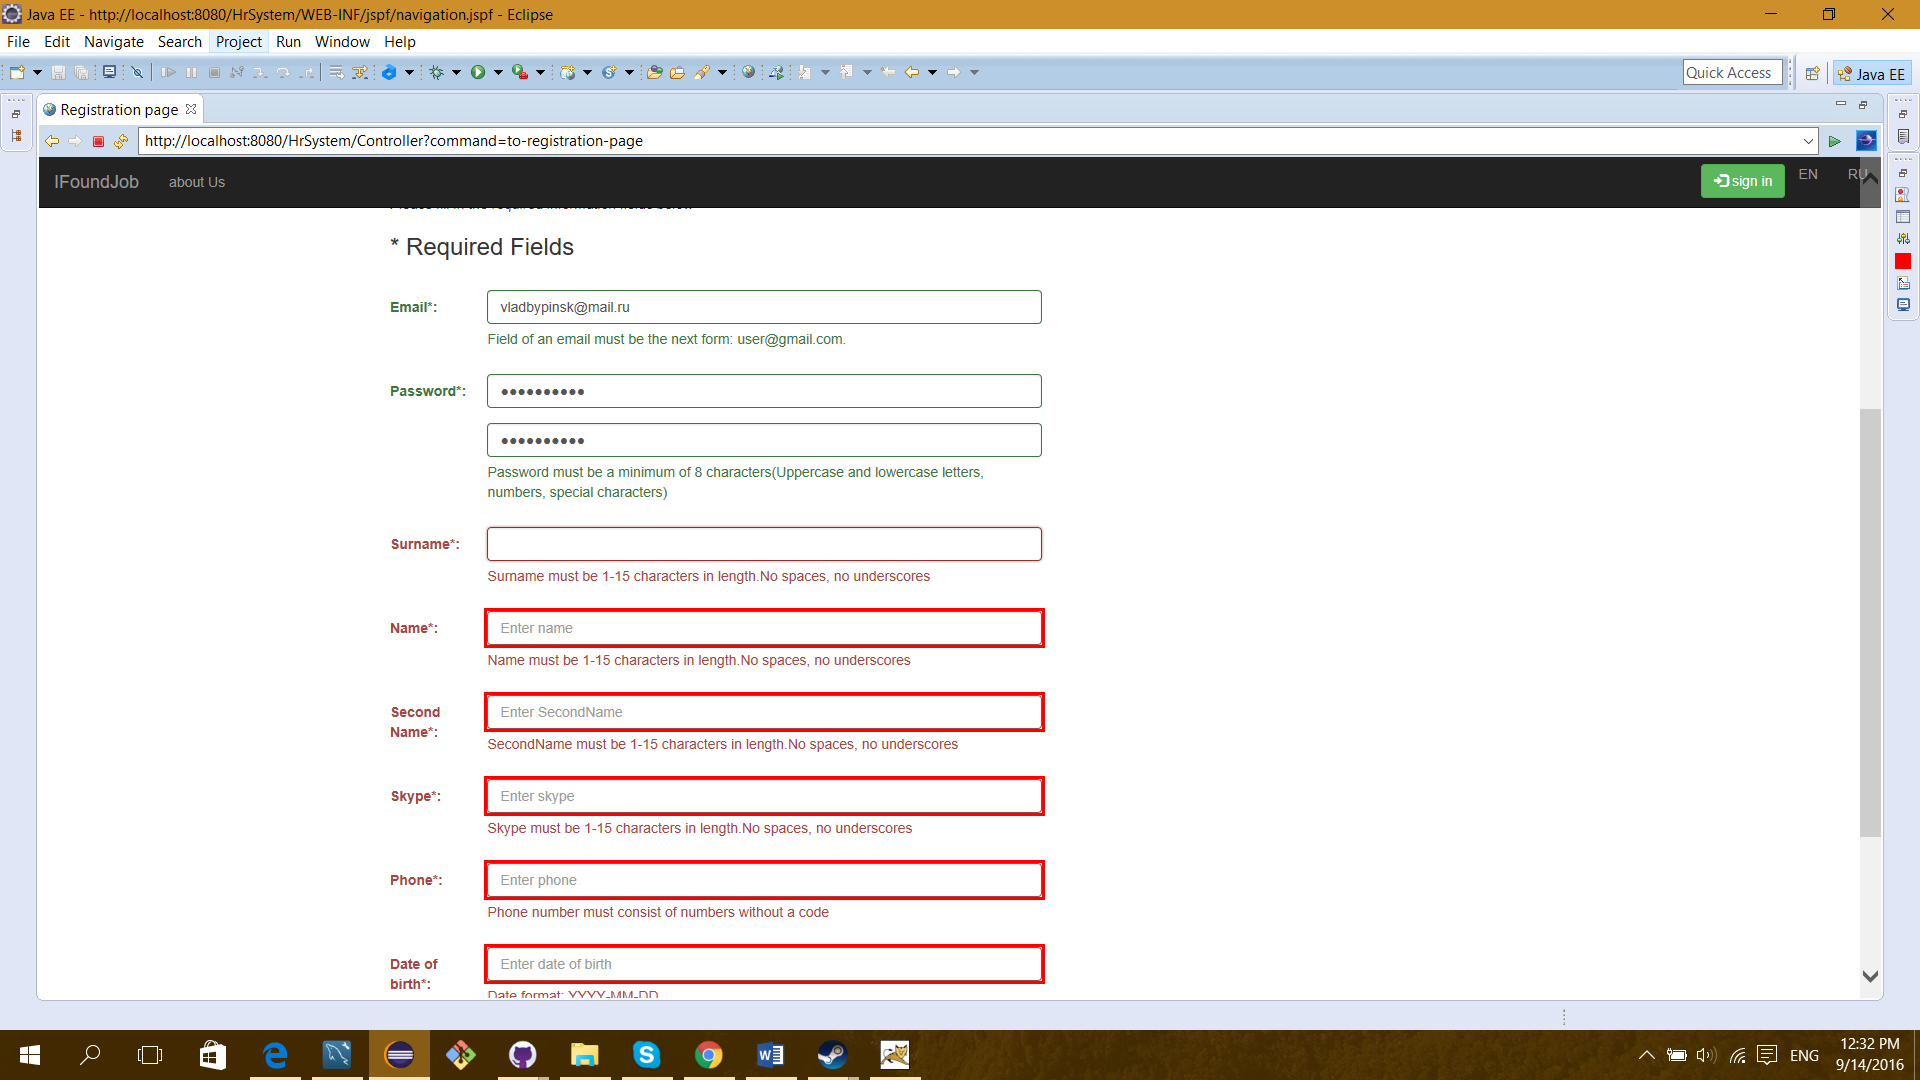 Java EE - http://localhost:8080/HrSystem/WEB-INF/jspf/navigation.jspf - Eclipse
File Edit Navigate Search Project Run Window Help
Quick Access
Java EE
Registration page
http://localhost:8080/HrSystem/Controller?command=to-registration-page
IFoundJob about Us sign in EN RU
Please fill in the required information fields below
* Required Fields
Email*: vladbypinsk@mail.ru
Field of an email must be the next form: user@gmail.com.
Password*: ••••••••••
••••••••••
Password must be a minimum of 8 characters(Uppercase and lowercase letters,
numbers, special characters)
Surname*:
Surname must be 1-15 characters in length.No spaces, no underscores
Name*: Enter name
Name must be 1-15 characters in length.No spaces, no underscores
Second Name*: Enter SecondName
SecondName must be 1-15 characters in length.No spaces, no underscores
Skype*: Enter skype
Skype must be 1-15 characters in length.No spaces, no underscores
Phone*: Enter phone
Phone number must consist of numbers without a code
Date of birth*: Enter date of birth
Date format: YYYY-MM-DD
ENG
12:32 PM
9/14/2016